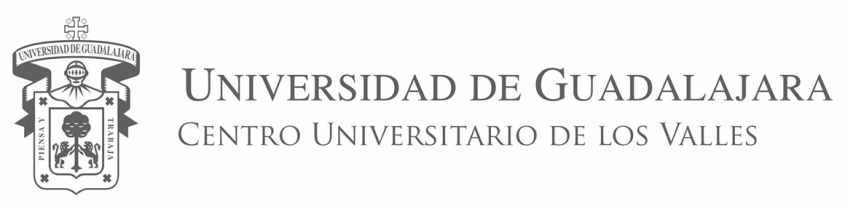 UNIVERSIDAD DE GUADALAJARA
PIENSA Y
TRABAJA
UNIVERSIDAD DE GUADALAJARA
CENTRO UNIVERSITARIO DE LOS VALLES